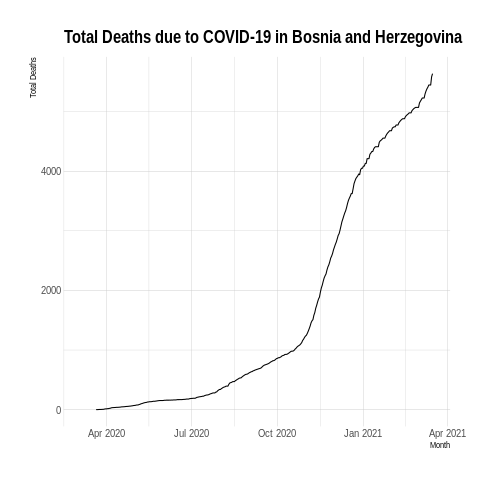 Total Deaths due to COVID-19 in Bosnia and Herzegovina
Total Deaths
4000
2000
0
Apr 2020 Jul 2020 Oct 2020 Jan 2021 Apr 2021
Month